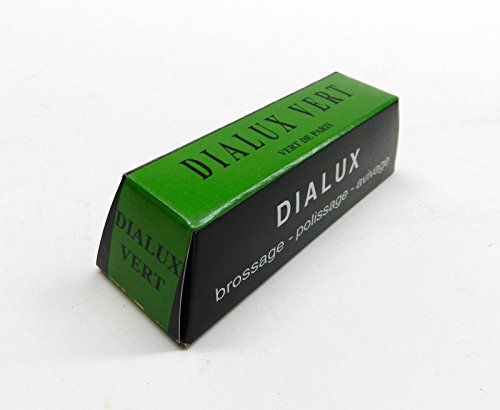 DIALUX VERT
VERT DE PARIS
DIALUX
brossage - polissage - avivage
DIALUX
VERT